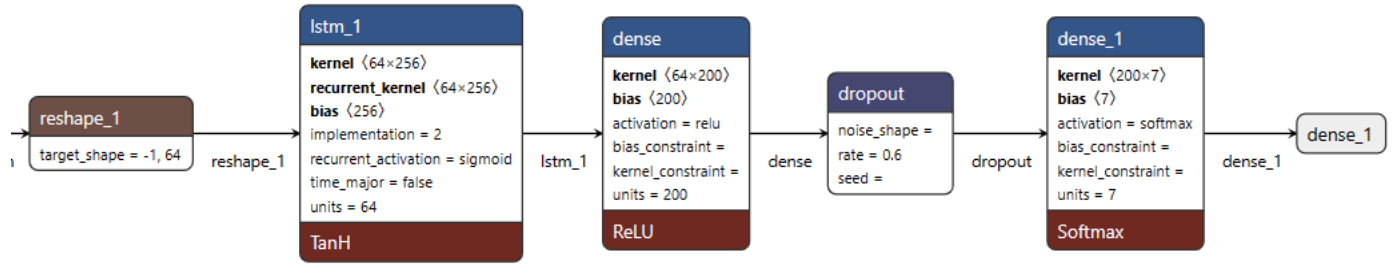 reshape_1
target_shape = -1, 64
reshape_1
lstm_1
kernel ⟨64×256⟩
recurrent_kernel ⟨64×256⟩
bias ⟨256⟩
implementation = 2
recurrent_activation = sigmoid
time_major = false
units = 64
TanH
lstm_1
dense
kernel ⟨64×200⟩
bias ⟨200⟩
activation = relu
bias_constraint =
kernel_constraint =
units = 200
ReLU
dense
dropout
noise_shape =
rate = 0.6
seed =
dropout
dense_1
kernel ⟨200×7⟩
bias ⟨7⟩
activation = softmax
bias_constraint =
kernel_constraint =
units = 7
Softmax
dense_1
dense_1